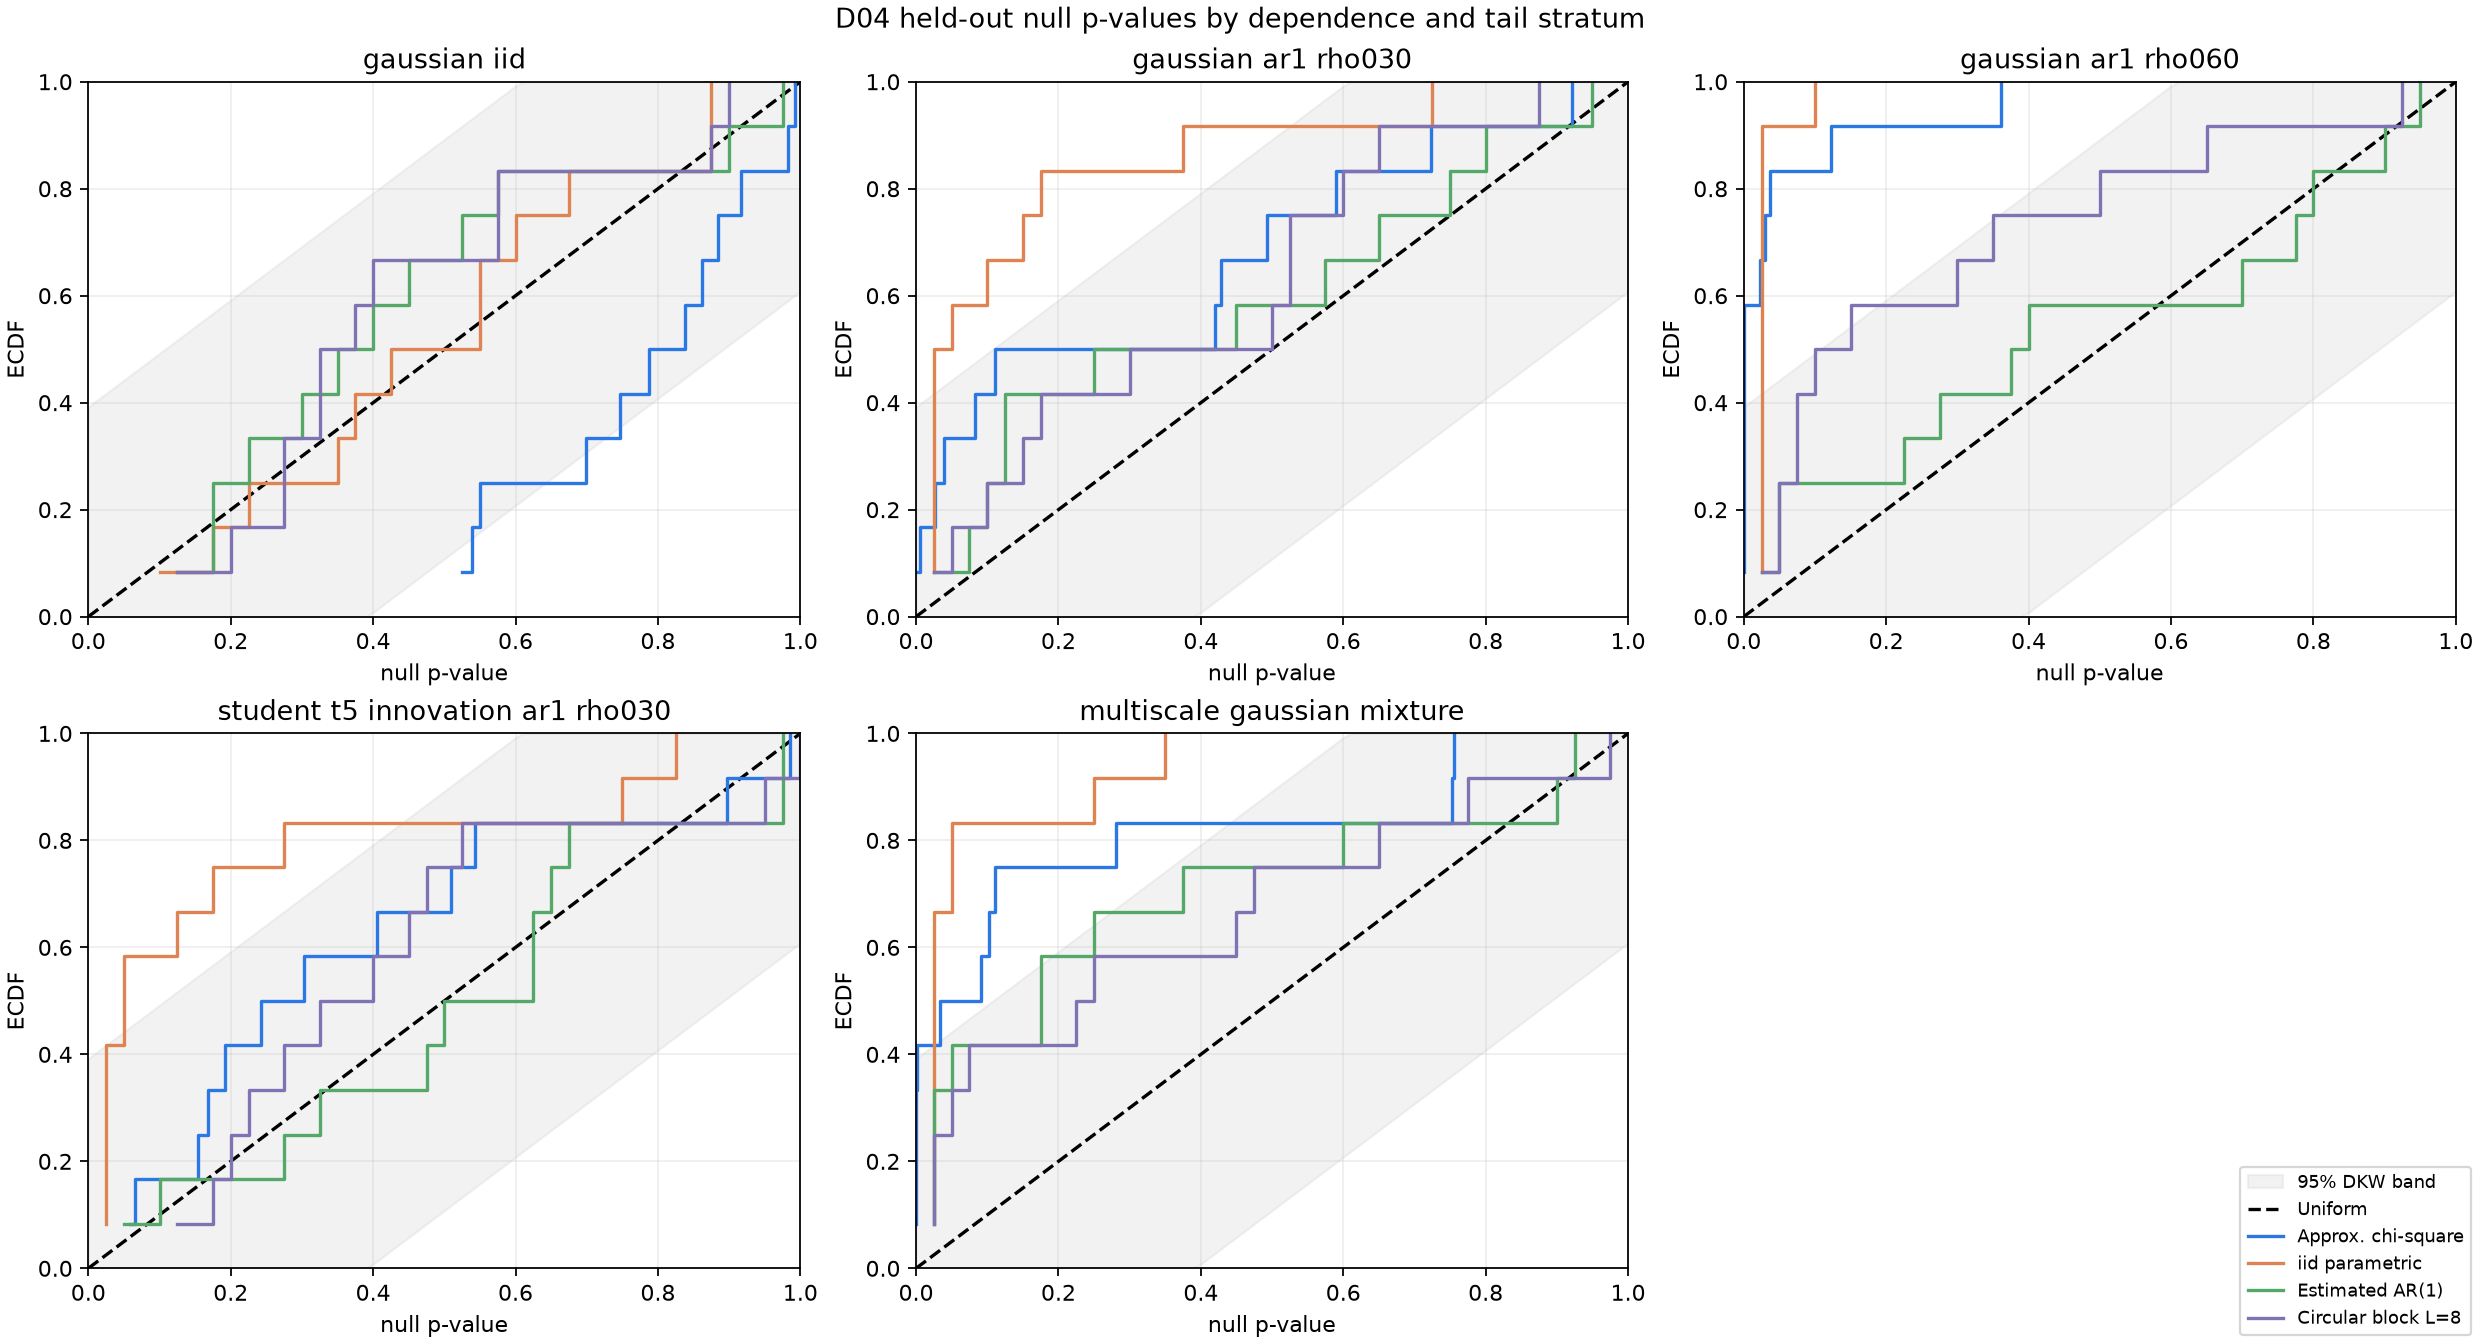 D04 held-out null p-values by dependence and tail stratum
gaussian iid
1.0
0.8
0.6
0.4
0.2
0.0
ECDF
0.0 0.2 0.4 0.6 0.8 1.0
null p-value
gaussian ar1 rho030
1.0
0.8
0.6
0.4
0.2
0.0
ECDF
0.0 0.2 0.4 0.6 0.8 1.0
null p-value
gaussian ar1 rho060
1.0
0.8
0.6
0.4
0.2
0.0
ECDF
0.0 0.2 0.4 0.6 0.8 1.0
null p-value
student t5 innovation ar1 rho030
1.0
0.8
0.6
0.4
0.2
0.0
ECDF
0.0 0.2 0.4 0.6 0.8 1.0
null p-value
multiscale gaussian mixture
1.0
0.8
0.6
0.4
0.2
0.0
ECDF
0.0 0.2 0.4 0.6 0.8 1.0
null p-value
95% DKW band
Uniform
Approx. chi-square
iid parametric
Estimated AR(1)
Circular block L=8